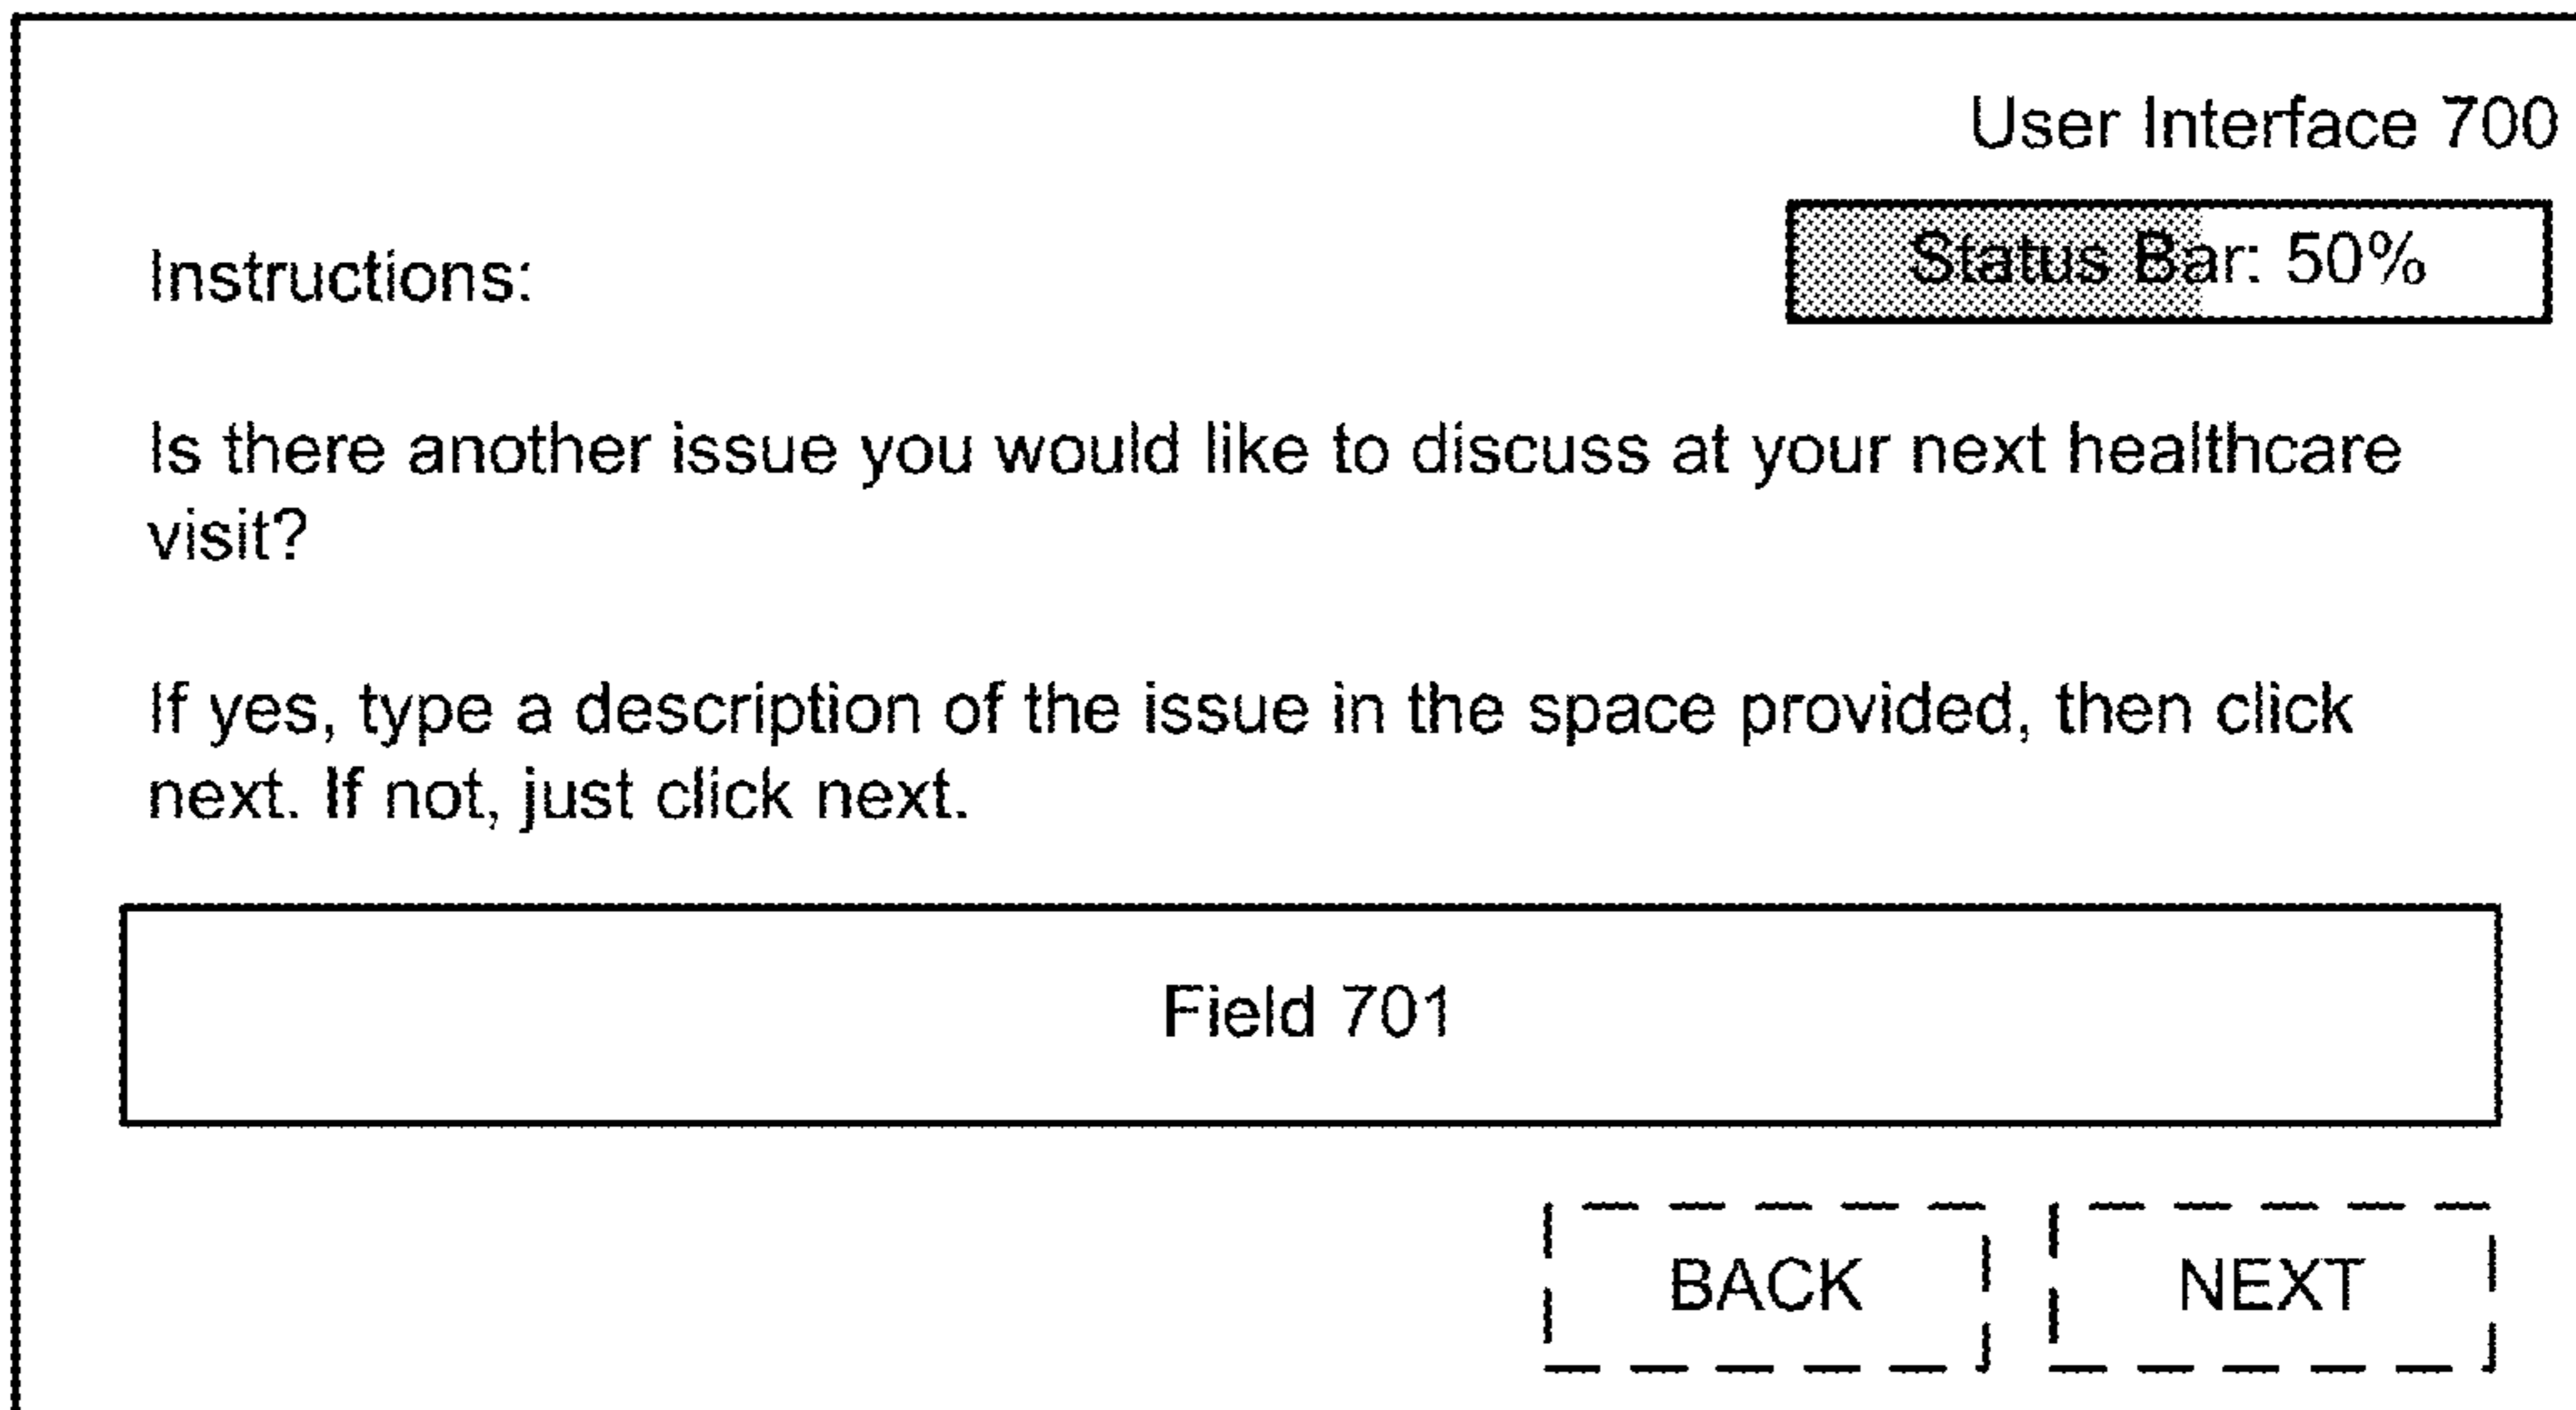 User Interface 700
Status Bar: 50%
Instructions:
Is there another issue you would like to discuss at your next healthcare
visit?
If yes, type a description of the issue in the space provided, then click
next. If not, just click next.
Field 701
BACK
NEXT